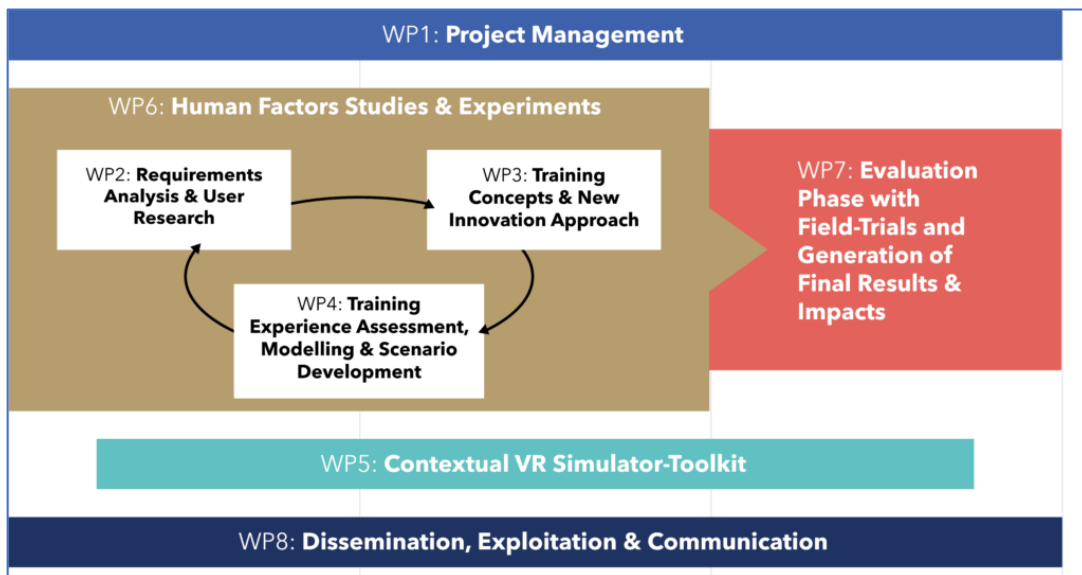 WP1: Project Management
WP6: Human Factors Studies & Experiments
WP2: Requirements
Analysis & User
Research
WP3: Training
Concepts & New
Innovation Approach
WP4: Training
Experience Assessment,
Modelling & Scenario
Development
WP7: Evaluation
Phase with
Field-Trials and
Generation of
Final Results &
Impacts
WP5: Contextual VR Simulator-Toolkit
WP8: Dissemination, Exploitation & Communication